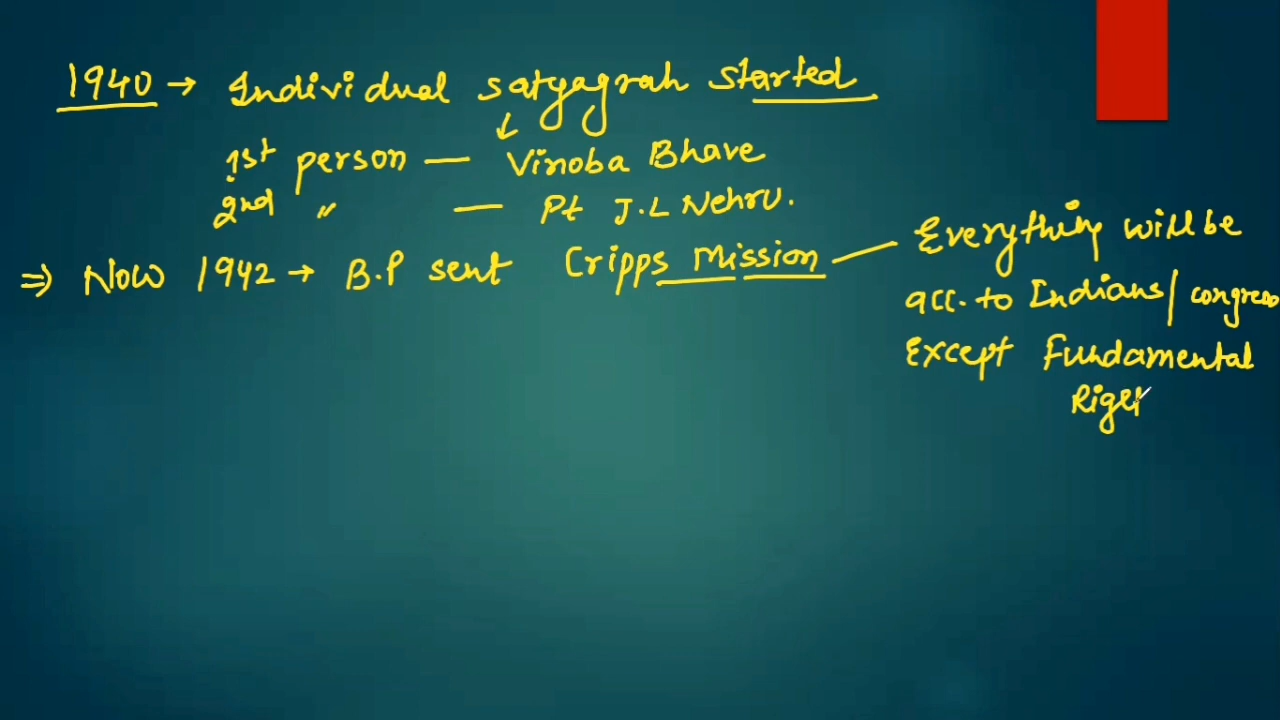 1940 → Individual satyagrah started
1st person — Vinoba Bhave
2nd " — Pt J.L Nehru.
⇒ Now 1942 → B.P sent Cripps Mission — Everything will be
acc. to Indians/congress
Except Fundamental
Righ